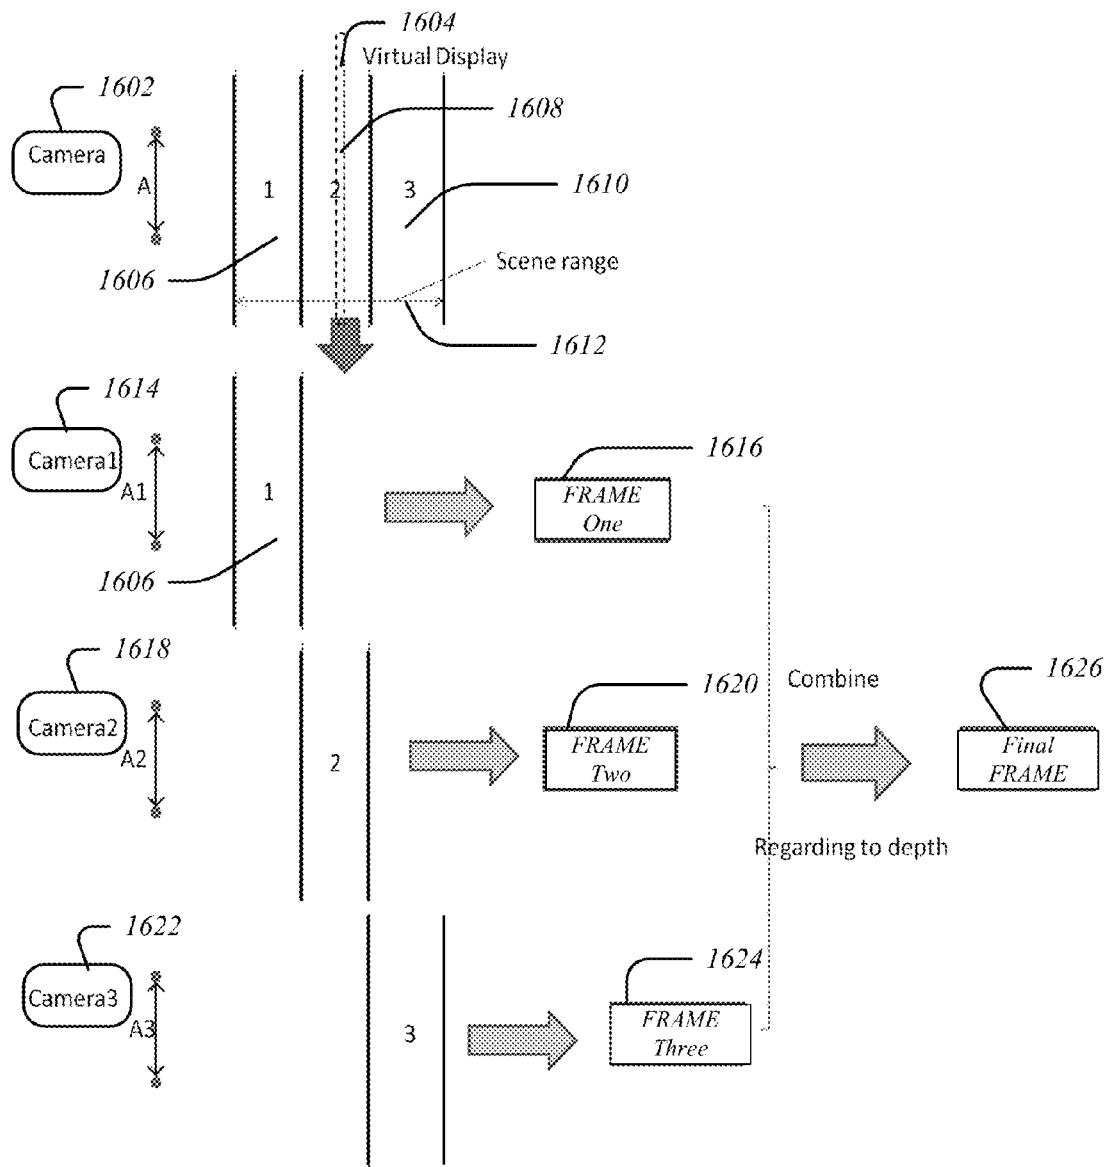 1604
Virtual Display
1602
Camera
1608
A
1
2
3
1610
1606
Scene range
1612
1614
Camera1
1616
A1
1
FRAME
One
1606
1618
Camera2
1620
Combine
1626
A2
2
FRAME
Two
Final
FRAME
Regarding to depth
1622
Camera3
1624
A3
3
FRAME
Three